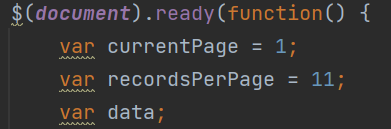 $(document).ready(function() {
var currentPage = 1;
var recordsPerPage = 11;
var data;